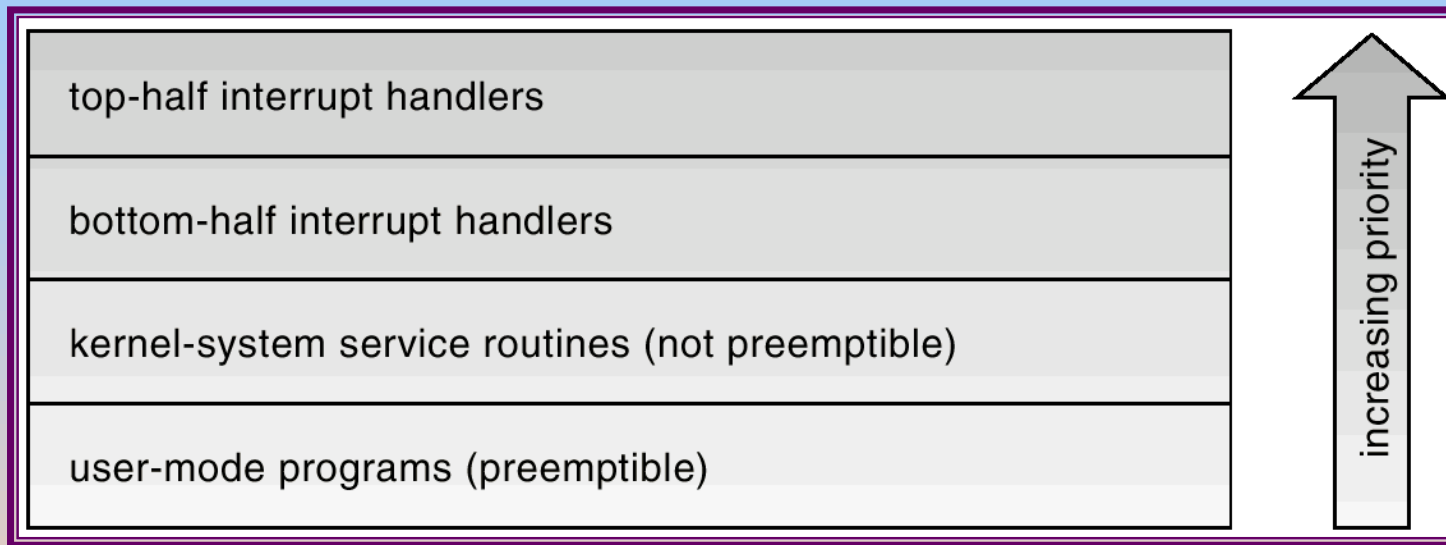 top-half interrupt handlers
bottom-half interrupt handlers
kernel-system service routines (not preemptible)
user-mode programs (preemptible)
increasing priority